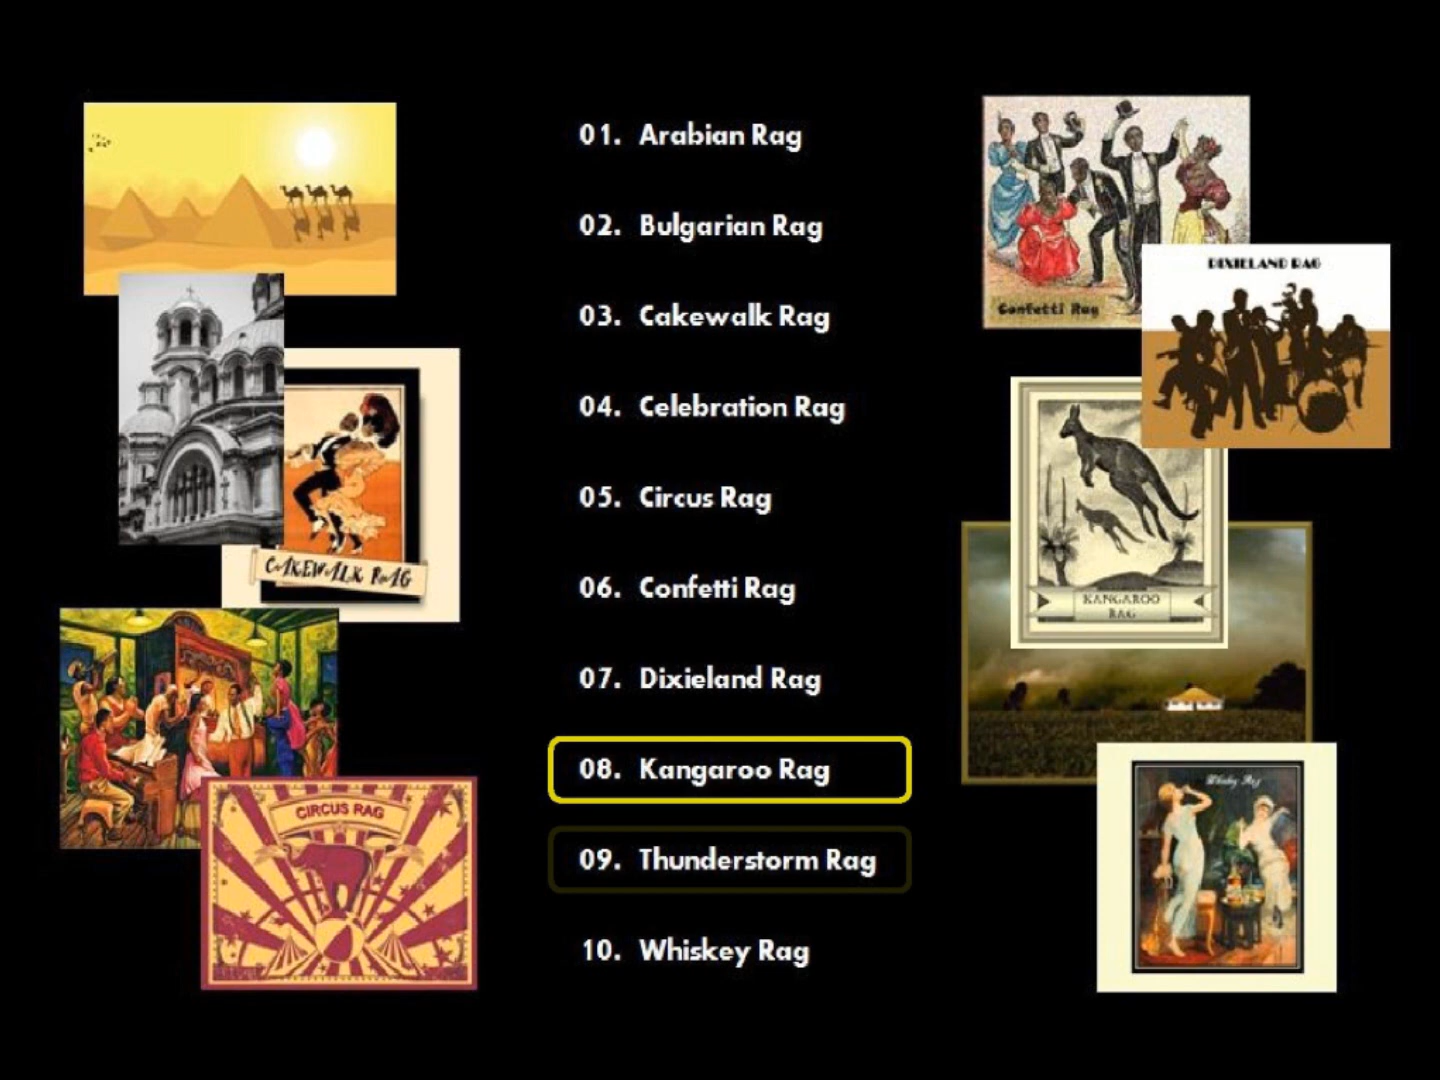 01. Arabian Rag
02. Bulgarian Rag
03. Cakewalk Rag
04. Celebration Rag
05. Circus Rag
06. Confetti Rag
07. Dixieland Rag
08. Kangaroo Rag
09. Thunderstorm Rag
10. Whiskey Rag
CAKEWALK RAG
CIRCUS RAG
Confetti Rag
DIXIELAND RAG
KANGAROO
RAG
Whiskey Rag